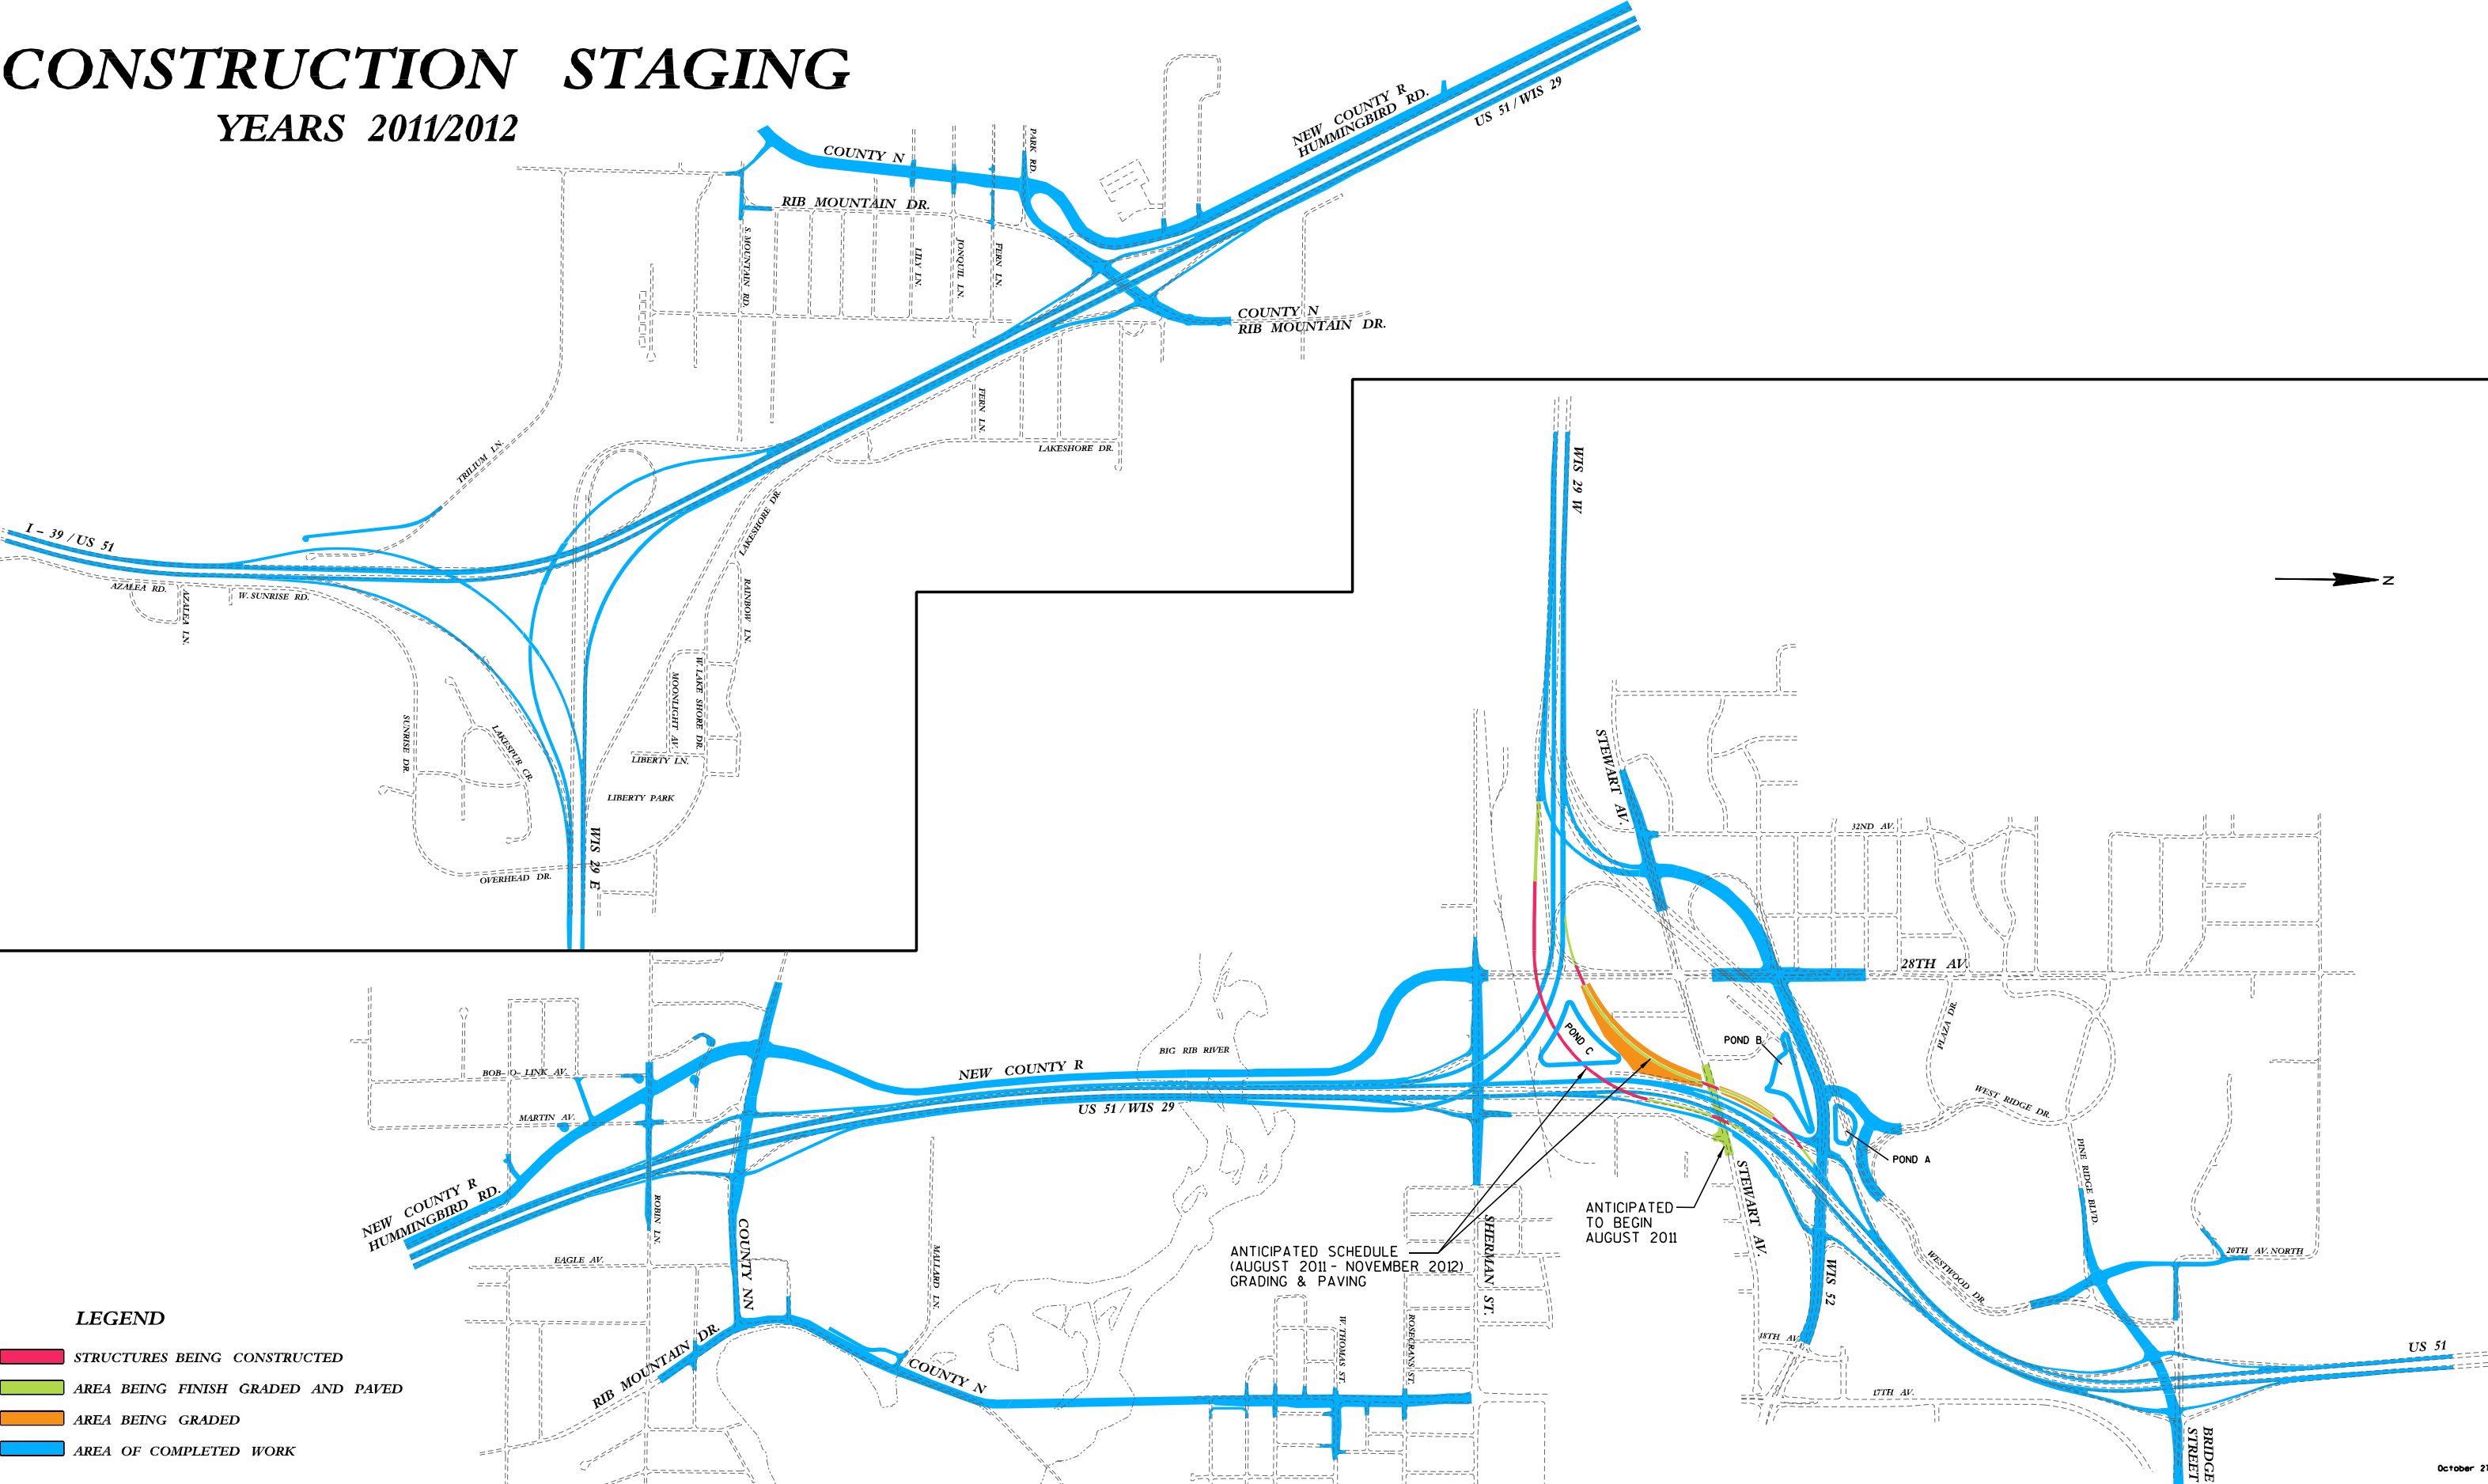 CONSTRUCTION STAGING
YEARS 2011/2012
NEW COUNTY R
HUMMINGBIRD RD.
US 51 / WIS 29
COUNTY N
PARK RD.
RIB MOUNTAIN DR.
S. MOUNTAIN RD.
LILY LN.
JONQUIL LN.
FERN LN.
COUNTY N
RIB MOUNTAIN DR.
FERN LN.
LAKESHORE DR.
TRILIUM LN.
LAKESHORE DR.
I - 39 / US 51
AZALEA RD.
AZALEA LN.
W. SUNRISE RD.
RAINBOW LN.
W. LAKE SHORE DR.
MOONLIGHT AV.
SUNRISE DR.
LAKESPUR CR.
LIBERTY LN.
LIBERTY PARK
WIS 29 E
OVERHEAD DR.
WIS 29 W
N
STEWART AV.
32ND AV.
28TH AV.
PLAZA DR.
POND C
POND B
POND A
WEST RIDGE DR.
PINE RIDGE BLVD.
BIG RIB RIVER
NEW COUNTY R
US 51 / WIS 29
BOB-O-LINK AV.
MARTIN AV.
NEW COUNTY R
HUMMINGBIRD RD.
ROBIN LN.
COUNTY NN
EAGLE AV.
MALLARD LN.
RIB MOUNTAIN DR.
COUNTY N
ANTICIPATED SCHEDULE
(AUGUST 2011 - NOVEMBER 2012)
GRADING & PAVING
ANTICIPATED
TO BEGIN
AUGUST 2011
SHERMAN ST.
STEWART AV.
WIS 52
WESTWOOD DR.
20TH AV. NORTH
18TH AV.
17TH AV.
W. THOMAS ST.
ROSECRANS ST.
US 51
BRIDGE
STREET
LEGEND
STRUCTURES BEING CONSTRUCTED
AREA BEING FINISH GRADED AND PAVED
AREA BEING GRADED
AREA OF COMPLETED WORK
October